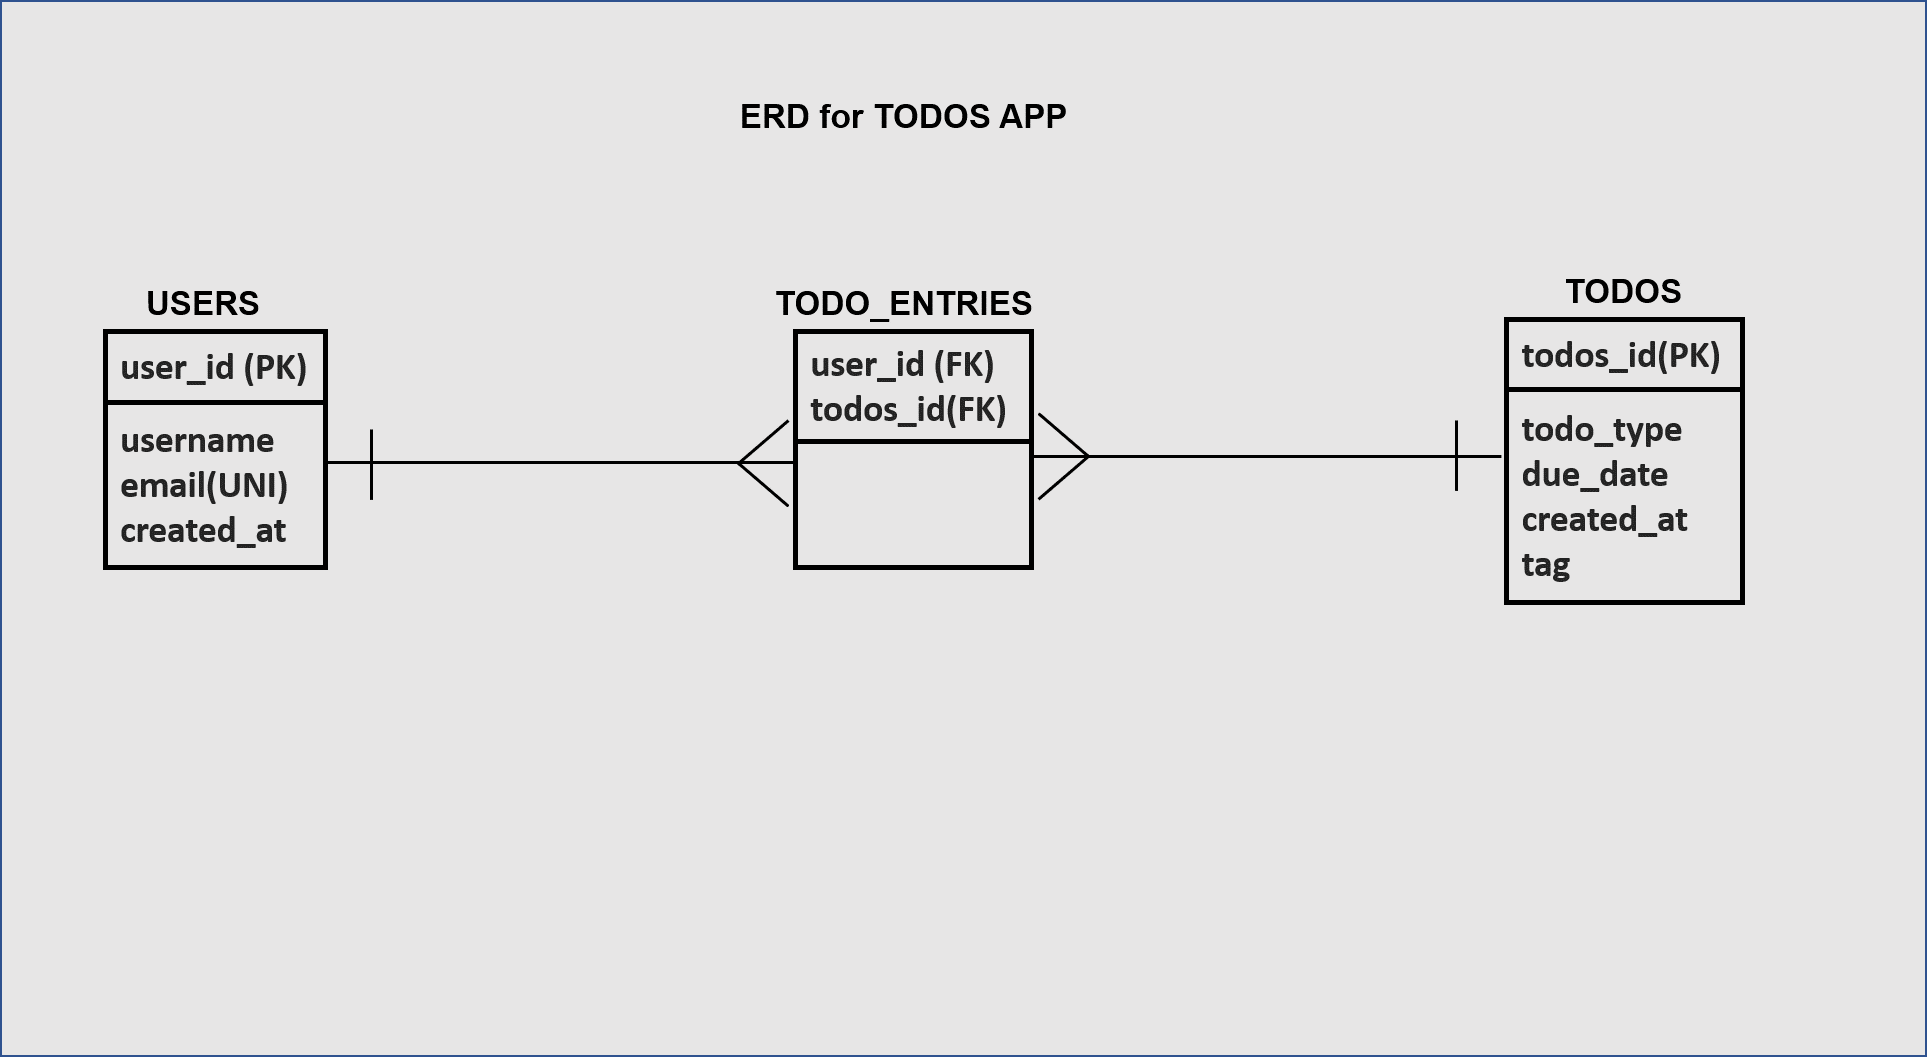 ERD for TODOS APP
USERS
user_id (PK)
username
email(UNI)
created_at
TODO_ENTRIES
user_id (FK)
todos_id(FK)
TODOS
todos_id(PK)
todo_type
due_date
created_at
tag